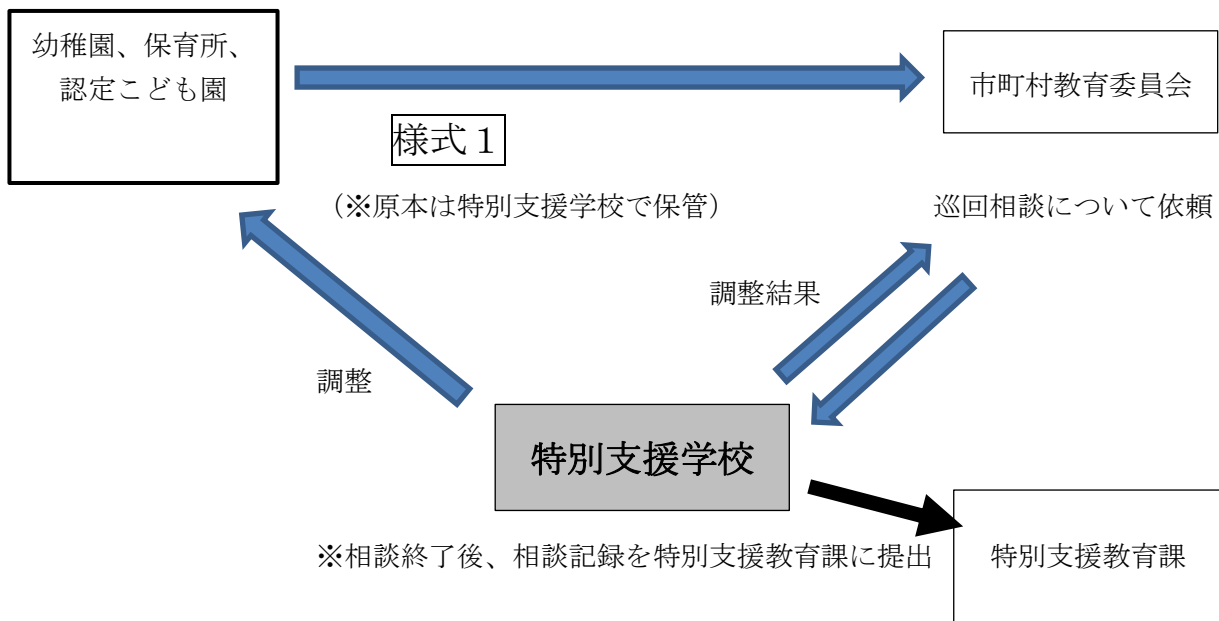 幼稚園、保育所、
認定こども園
市町村教育委員会
様式１
（※原本は特別支援学校で保管）
巡回相談について依頼
調整結果
調整
特別支援学校
※相談終了後、相談記録を特別支援教育課に提出
特別支援教育課